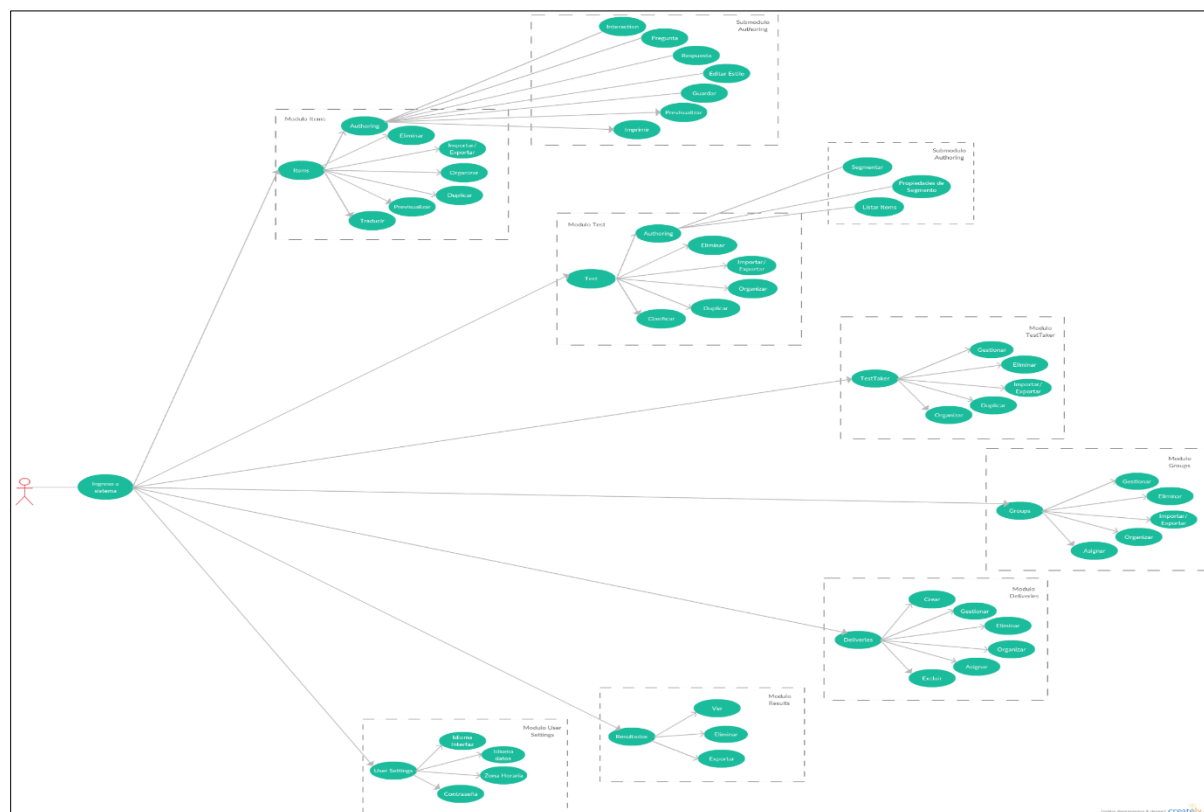 Submodulo
Authoring
Interaction
Pregunta
Respuesta
Editar Estilo
Guardar
Previsualizar
Imprimir
Modulo Items
Authoring
Eliminar
Importar/
Exportar
Items
Organizar
Duplicar
Previsualizar
Traducir
Submodulo
Authoring
Segmentar
Propiedades de
Segmento
Listar Items
Modulo Test
Authoring
Eliminar
Importar/
Exportar
Test
Organizar
Duplicar
Clasificar
Modulo
TestTaker
Gestionar
Eliminar
TestTaker
Importar/
Exportar
Duplicar
Organizar
Ingreso a
sistema
Modulo
Groups
Gestionar
Eliminar
Groups
Importar/
Exportar
Organizar
Asignar
Modulo
Deliveries
Crear
Gestionar
Eliminar
Deliveries
Organizar
Asignar
Excluir
Modulo
Results
Ver
Resultados
Eliminar
Exportar
Modulo User
Settings
Idioma
Interfaz
Idioma
datos
User Settings
Zona Horaria
Contraseña